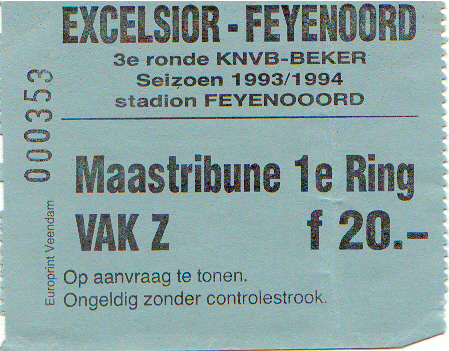 EXCELSIOR - FEYENOORD
3e ronde KNVB-BEKER
Seizoen 1993/1994
stadion FEYENOOORD
000353
Maastribune 1e Ring
VAK Z f 20.-
Europrint Veendam
Op aanvraag te tonen.
Ongeldig zonder controlestrook.